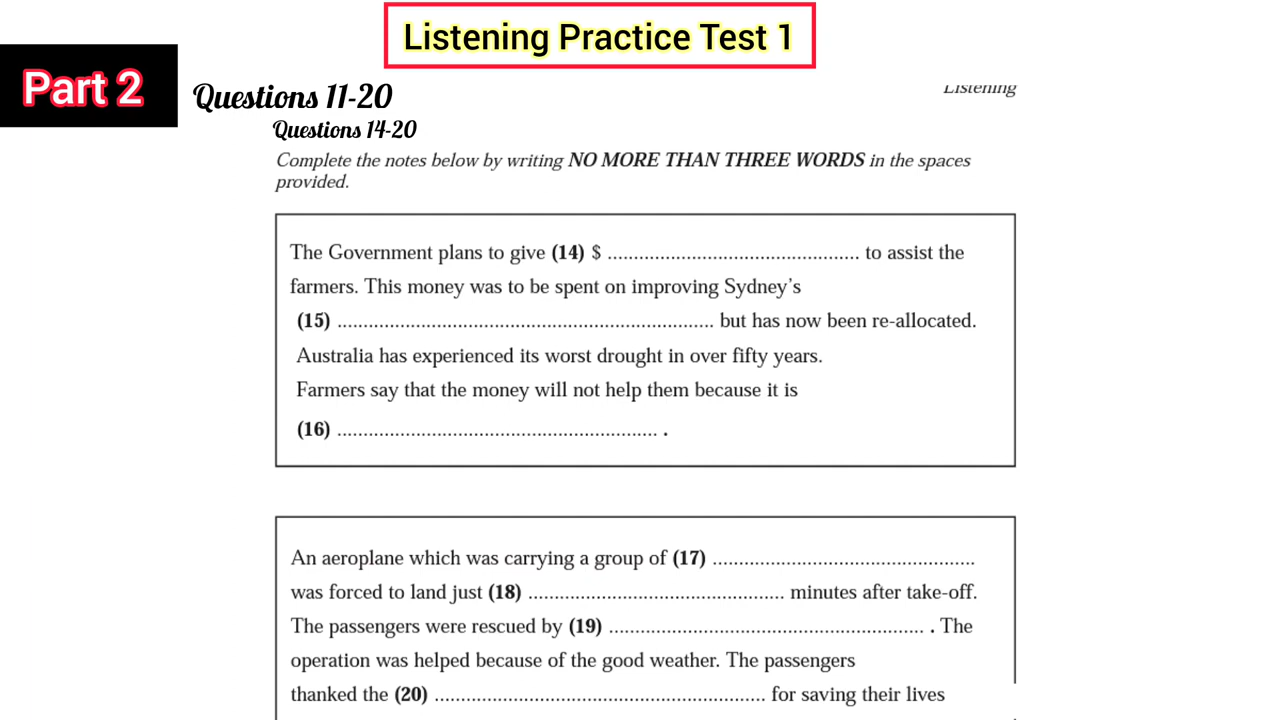 Listening Practice Test 1
Part 2
Questions 11-20
Listening
Questions 14-20
Complete the notes below by writing NO MORE THAN THREE WORDS in the spaces
provided.
The Government plans to give (14) $ ................................................ to assist the
farmers. This money was to be spent on improving Sydney's
(15) ........................................................................ but has now been re-allocated.
Australia has experienced its worst drought in over fifty years.
Farmers say that the money will not help them because it is
(16) ............................................................. .
An aeroplane which was carrying a group of (17) ..................................................
was forced to land just (18) ................................................. minutes after take-off.
The passengers were rescued by (19) ............................................................ . The
operation was helped because of the good weather. The passengers
thanked the (20) ............................................................... for saving their lives